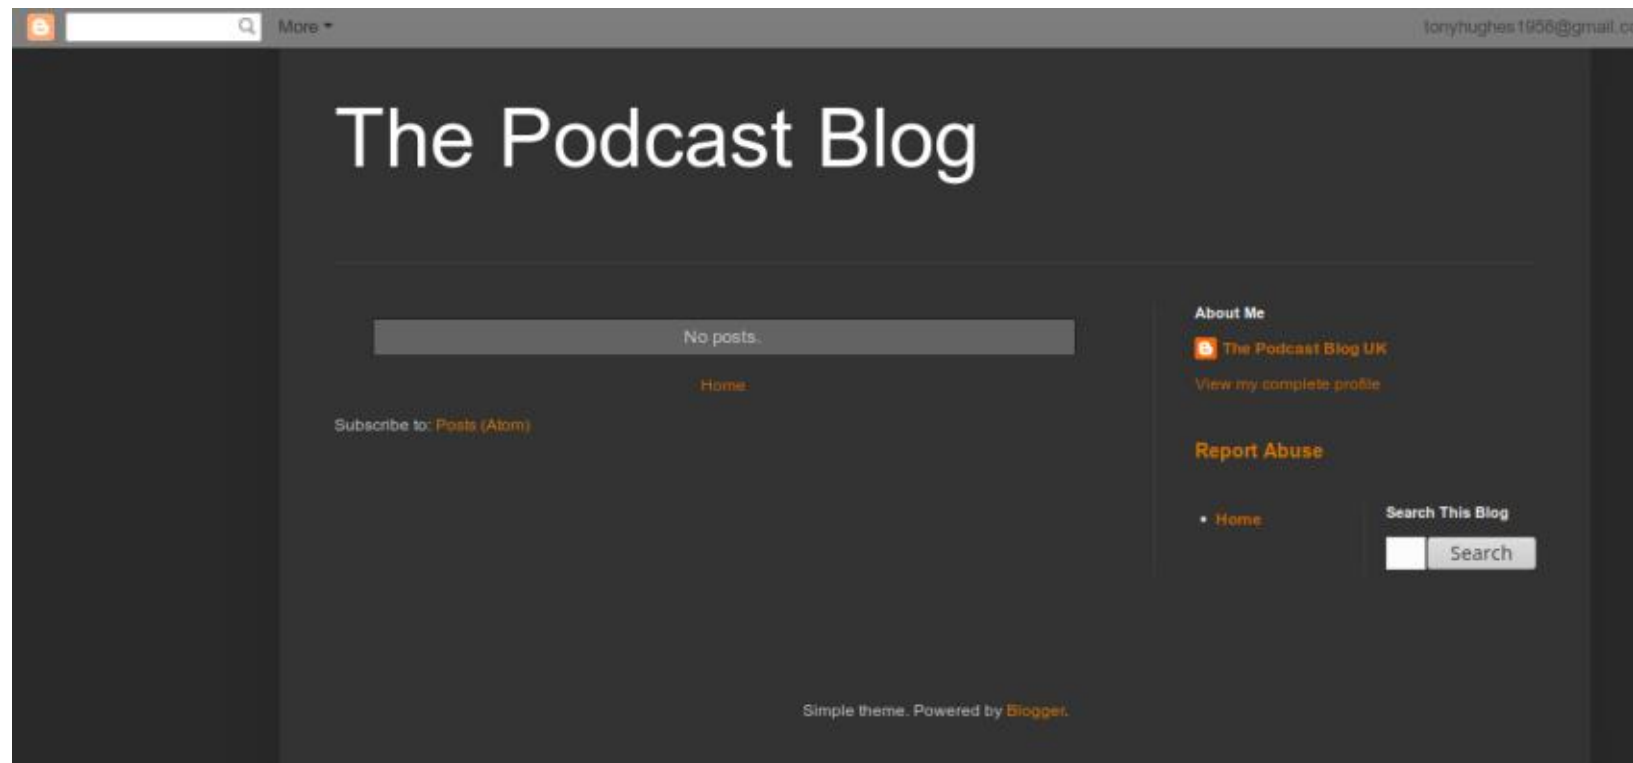 More
tonyhughes1956@gmail.co
The Podcast Blog
No posts.
Home
Subscribe to: Posts (Atom)
About Me
The Podcast Blog UK
View my complete profile
Report Abuse
Home
Search This Blog
Search
Simple theme. Powered by Blogger.